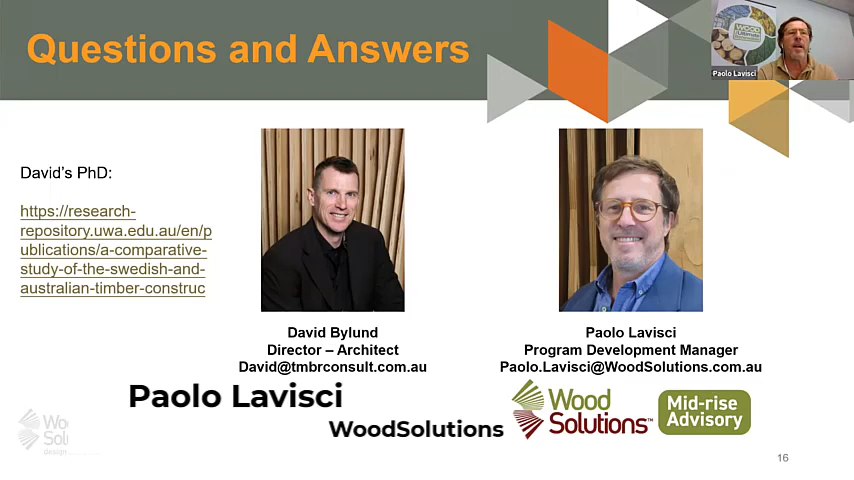 Questions and Answers
WOOD
Paolo Lavisci
David's PhD:
https://research-
repository.uwa.edu.au/en/p
ublications/a-comparative-
study-of-the-swedish-and-
australian-timber-construc
David Bylund
Director – Architect
David@tmbrconsult.com.au
Paolo Lavisci
Program Development Manager
Paolo.Lavisci@WoodSolutions.com.au
Paolo Lavisci
WoodSolutions
Wood
Solutions™
Mid-rise
Advisory
16